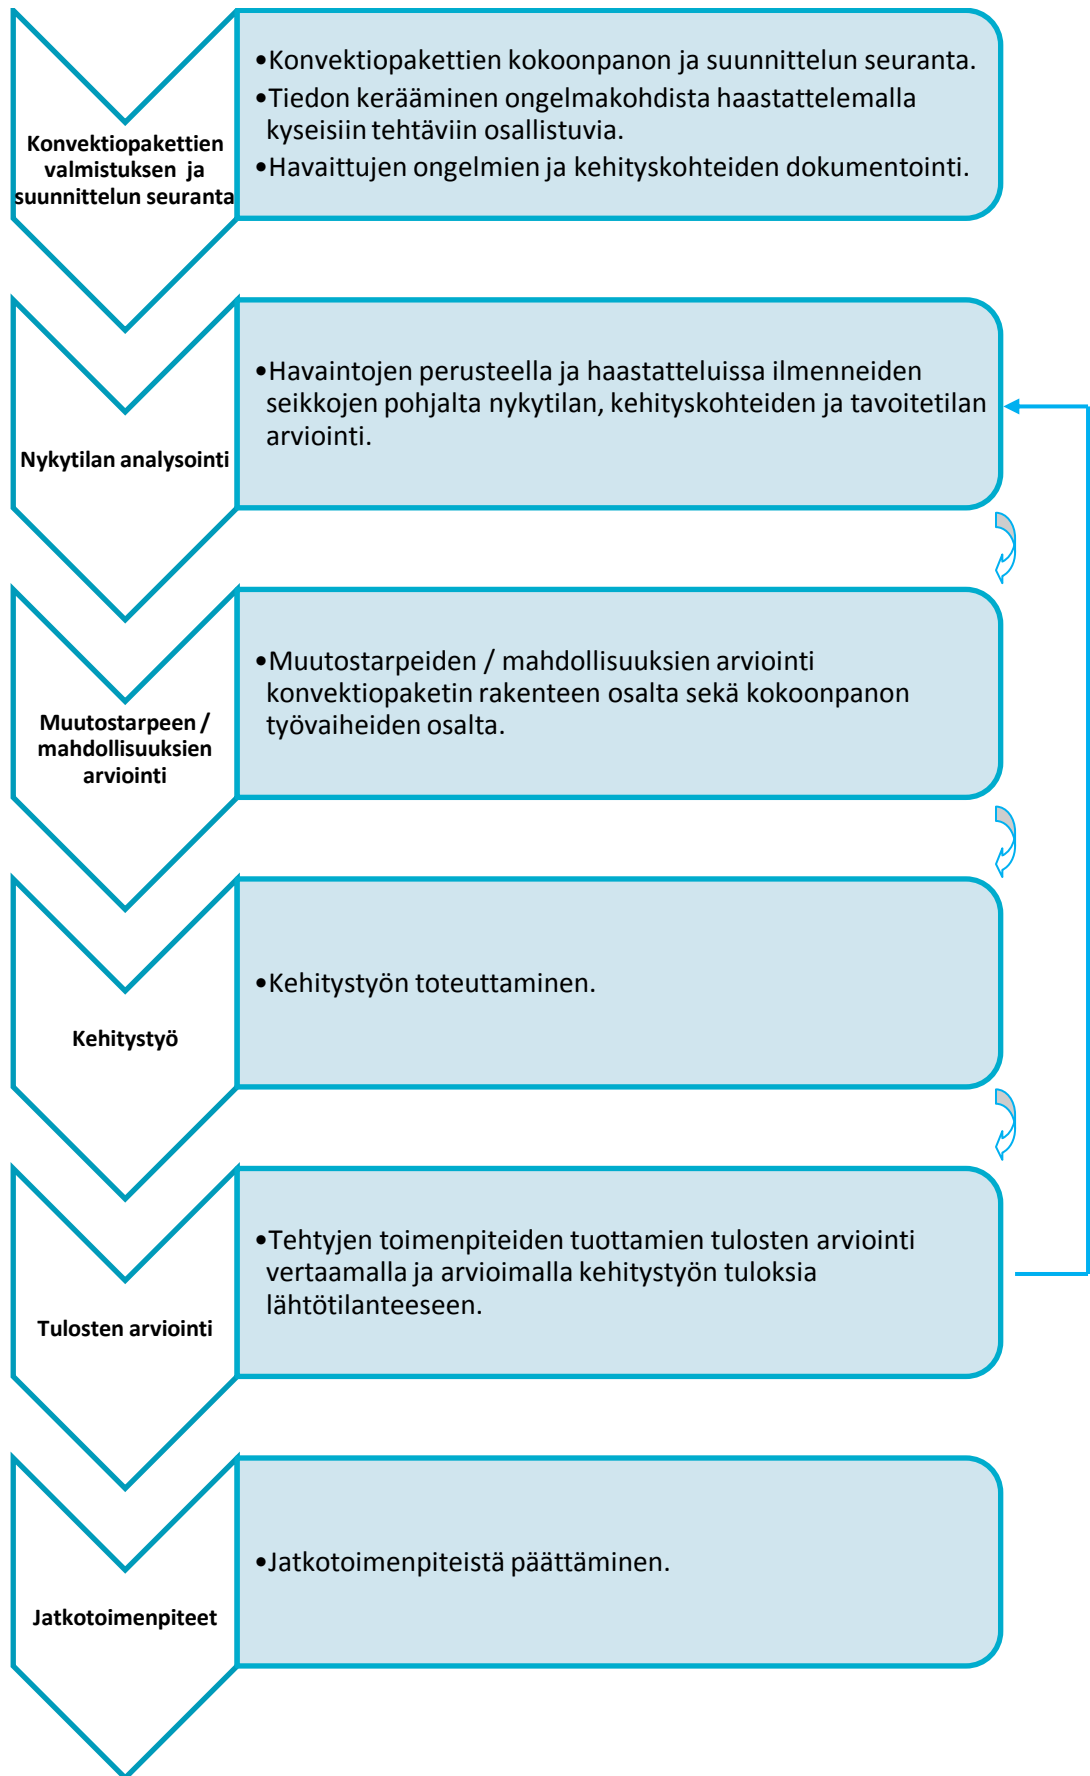 Konvektiopakettien
valmistuksen ja
suunnittelun seuranta
•Konvektiopakettien kokoonpanon ja suunnittelun seuranta.
•Tiedon kerääminen ongelmakohdista haastattelemalla
kyseisiin tehtäviin osallistuvia.
•Havaittujen ongelmien ja kehityskohteiden dokumentointi.
Nykytilan analysointi
•Havaintojen perusteella ja haastatteluissa ilmenneiden
seikkojen pohjalta nykytilan, kehityskohteiden ja tavoitetilan
arviointi.
Muutostarpeen /
mahdollisuuksien
arviointi
•Muutostarpeiden / mahdollisuuksien arviointi
konvektiopaketin rakenteen osalta sekä kokoonpanon
työvaiheiden osalta.
Kehitystyö
•Kehitystyön toteuttaminen.
Tulosten arviointi
•Tehtyjen toimenpiteiden tuottamien tulosten arviointi
vertaamalla ja arvioimalla kehitystyön tuloksia
lähtötilanteeseen.
Jatkotoimenpiteet
•Jatkotoimenpiteistä päättäminen.